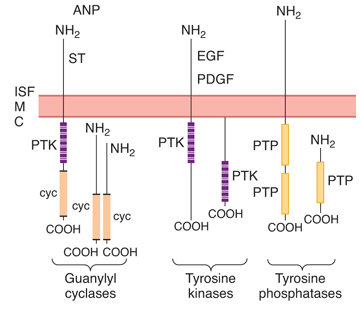 ANP
NH2
NH2
NH2
ST
EGF
PDGF
ISF
M
C
PTK
NH2
NH2
PTK
PTK
PTP
NH2
PTP
PTP
cyc
cyc
cyc
COOH
COOH COOH
COOH
COOH
COOH
COOH
Guanylyl
cyclases
Tyrosine
kinases
Tyrosine
phosphatases